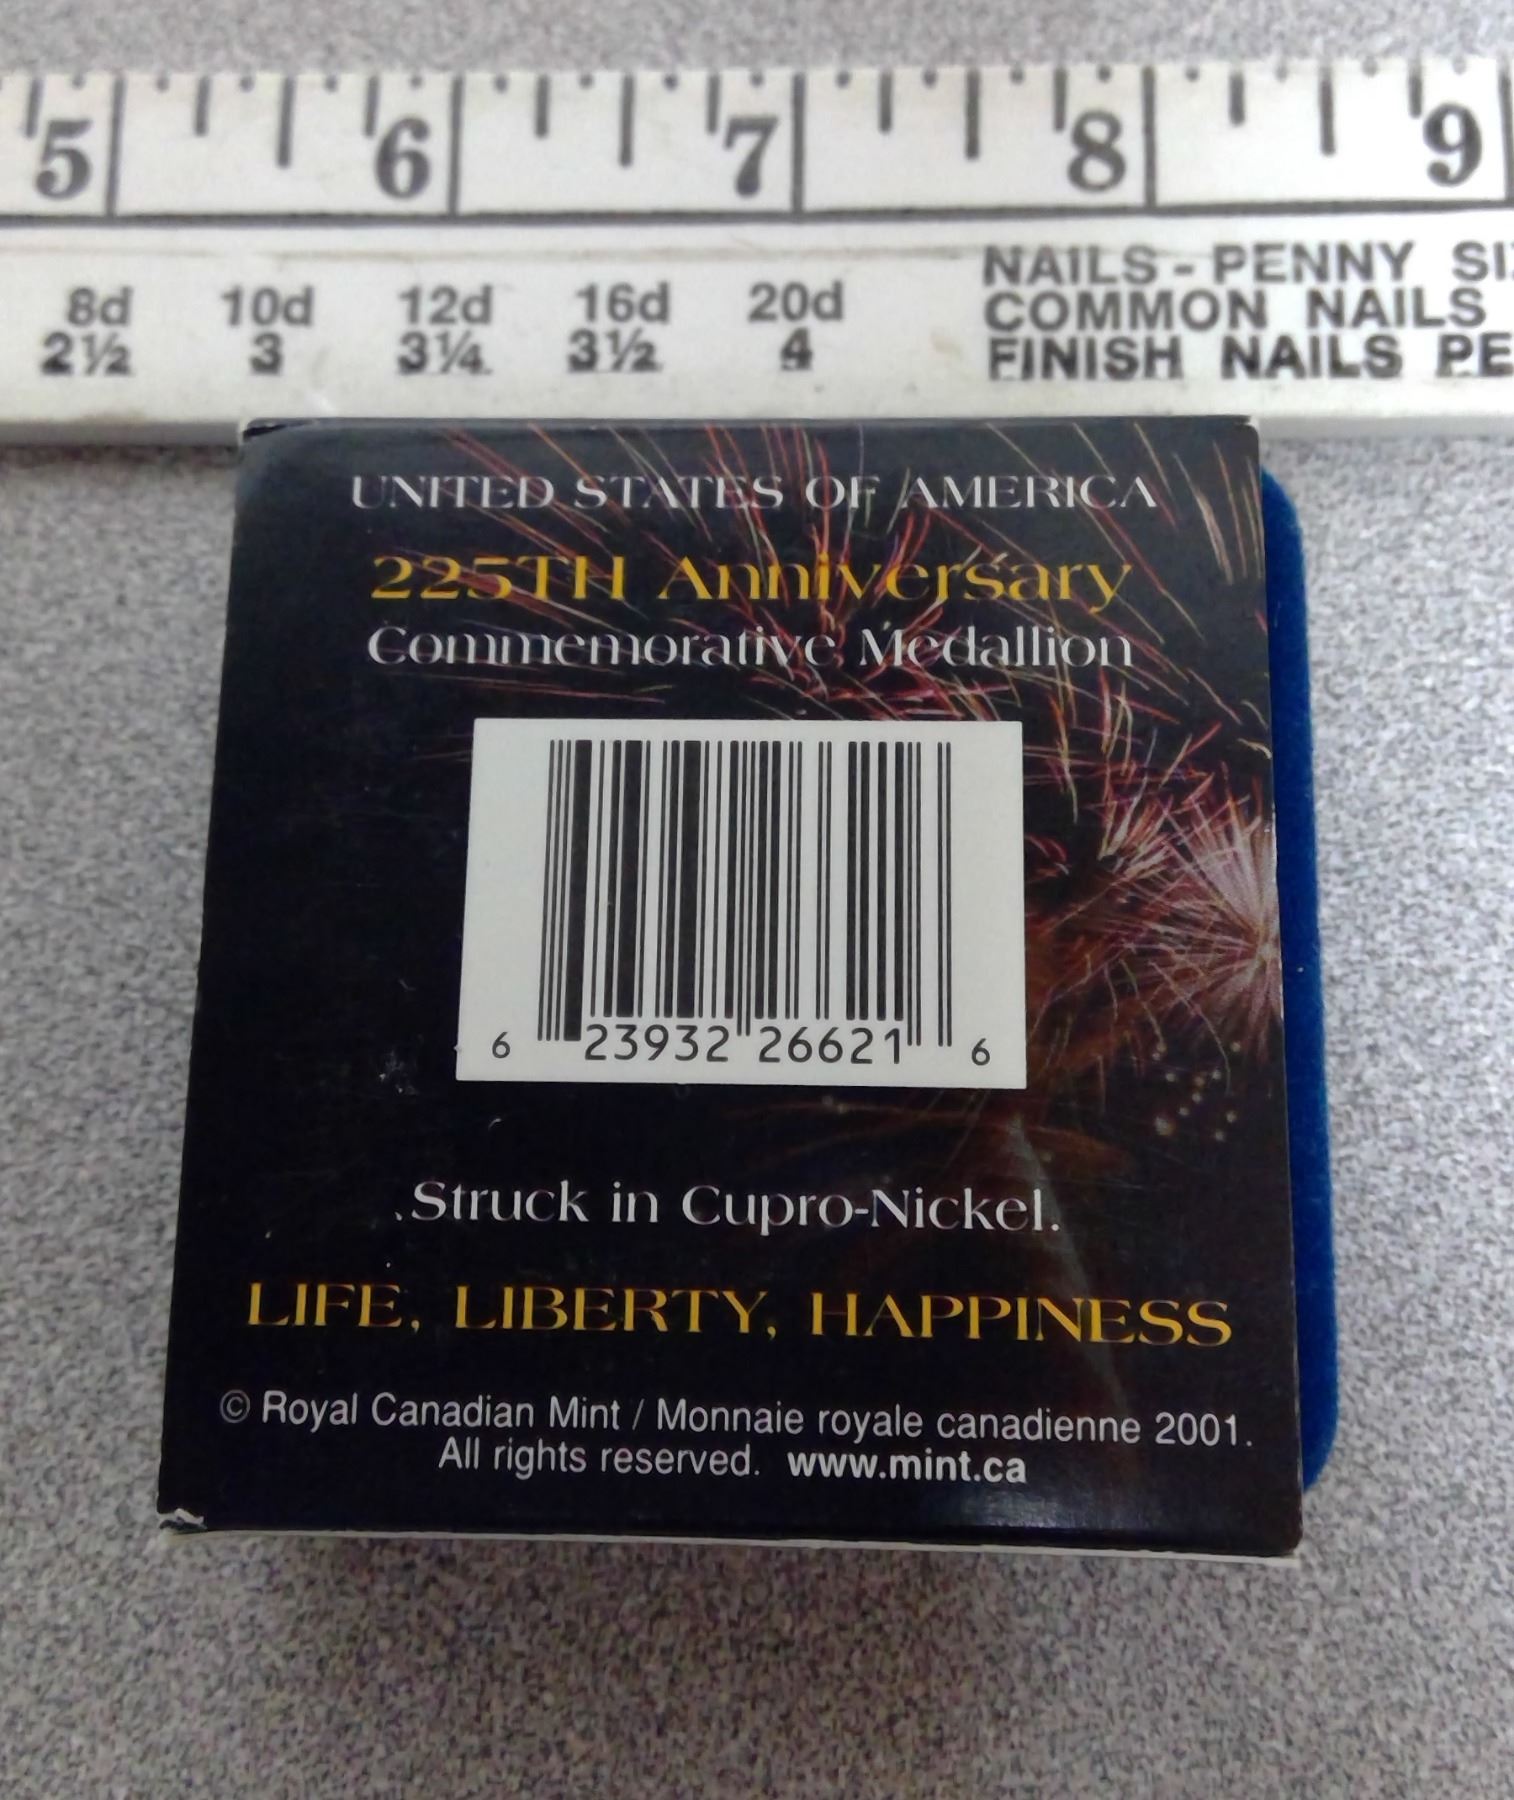 5 6 7 8 9
8d 10d 12d 16d 20d
2½ 3 3¼ 3½ 4
NAILS - PENNY
COMMON NAILS
FINISH NAILS
UNITED STATES OF AMERICA
225TH Anniversary
Commemorative Medallion
6 23932 26621 6
Struck in Cupro-Nickel.
LIFE, LIBERTY, HAPPINESS
© Royal Canadian Mint / Monnaie royale canadienne 2001.
All rights reserved. www.mint.ca